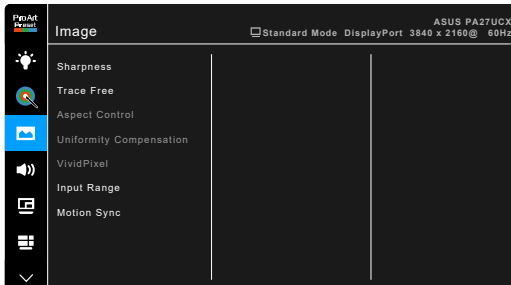 ProArt
Preset
Image
ASUS PA27UCX
Standard Mode DisplayPort 3840 x 2160@ 60Hz
Sharpness
Trace Free
Aspect Control
Uniformity Compensation
VividPixel
Input Range
Motion Sync